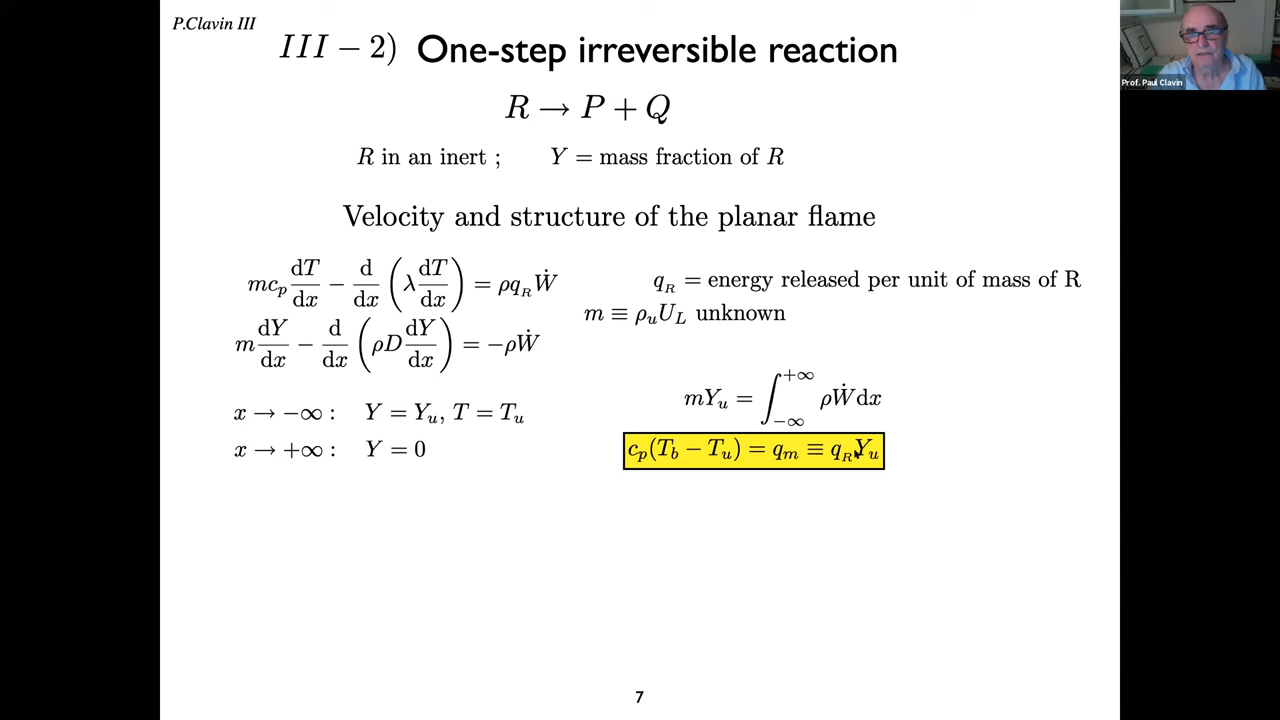 P.Clavin III
III − 2) One-step irreversible reaction
R → P + Q
R in an inert ; Y = mass fraction of R
Velocity and structure of the planar flame
mc_p dT/dx − d/dx (λ dT/dx) = ρq_R Ẇ
q_R = energy released per unit of mass of R
m ≡ ρ_u U_L unknown
m dY/dx − d/dx (ρD dY/dx) = −ρẆ
mY_u = ∫_{−∞}^{+∞} ρẆdx
x → −∞ : Y = Y_u, T = T_u
x → +∞ : Y = 0
c_p(T_b − T_u) = q_m ≡ q_R Y_u
7
Prof. Paul Clavin